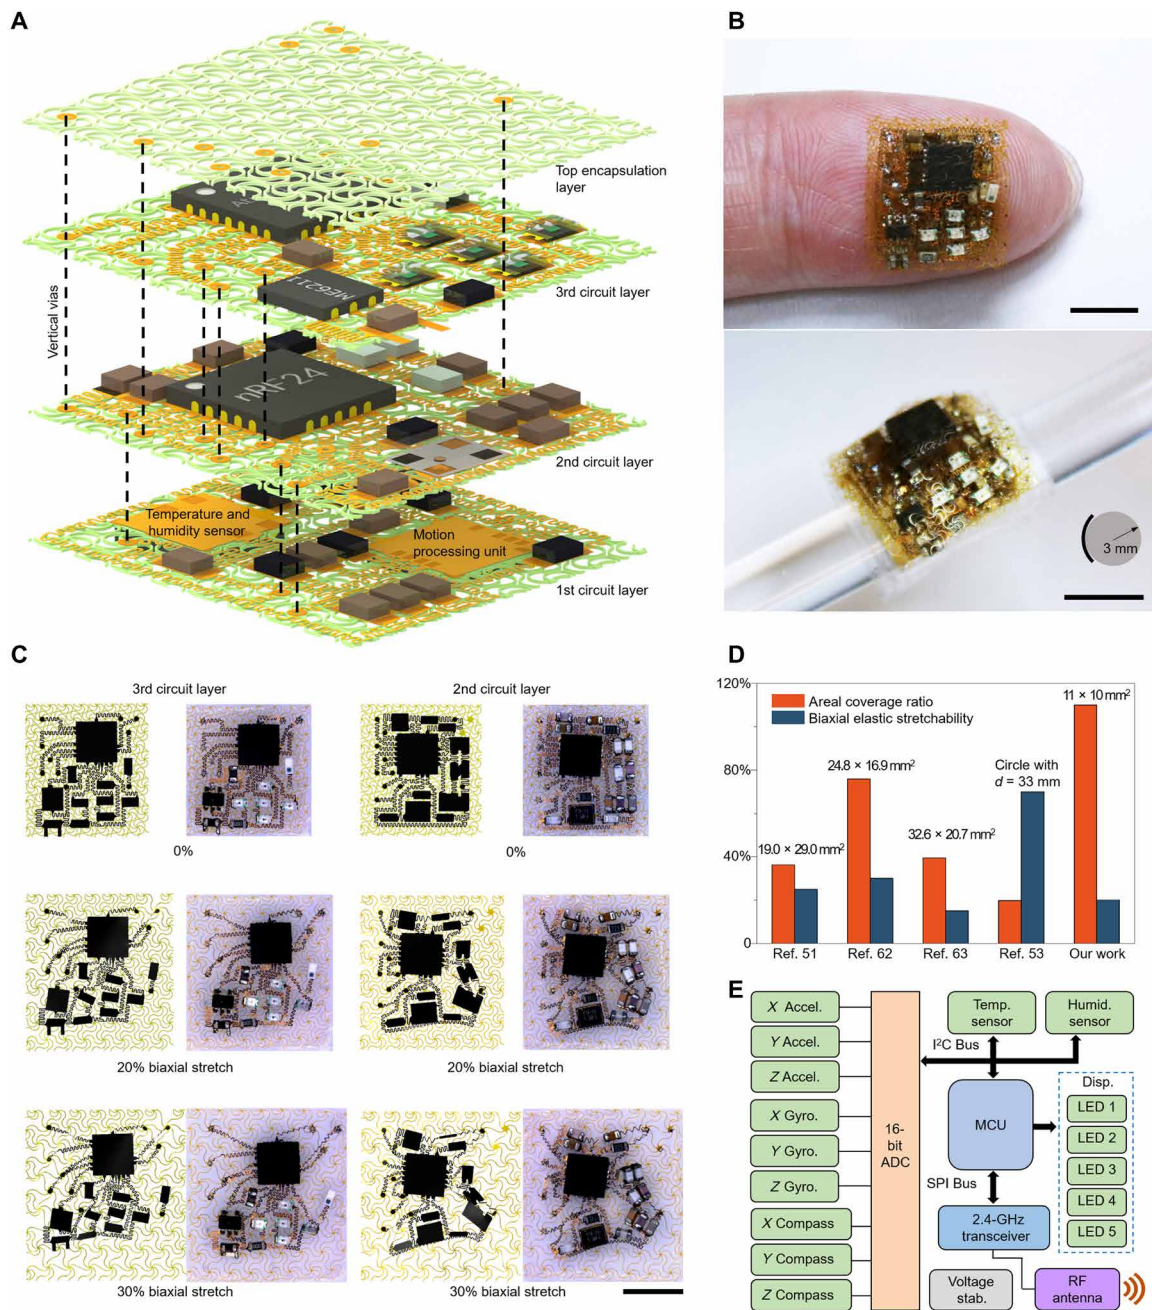 A
Top encapsulation
layer
3rd circuit layer
ME6211
Vertical vias
nRF24
2nd circuit layer
Temperature and
humidity sensor
Motion
processing unit
1st circuit layer
B
3 mm
C
3rd circuit layer
2nd circuit layer
0%
0%
20% biaxial stretch
20% biaxial stretch
30% biaxial stretch
30% biaxial stretch
D
120%
80%
40%
0
Areal coverage ratio
Biaxial elastic stretchability
11 × 10 mm²
24.8 × 16.9 mm²
Circle with
d = 33 mm
19.0 × 29.0 mm²
32.6 × 20.7 mm²
Ref. 51
Ref. 62
Ref. 63
Ref. 53
Our work
E
X Accel.
Y Accel.
Z Accel.
X Gyro.
Y Gyro.
Z Gyro.
X Compass
Y Compass
Z Compass
16-
bit
ADC
Temp.
sensor
Humid.
sensor
I²C Bus
MCU
Disp.
LED 1
LED 2
LED 3
LED 4
LED 5
SPI Bus
2.4-GHz
transceiver
Voltage
stab.
RF
antenna